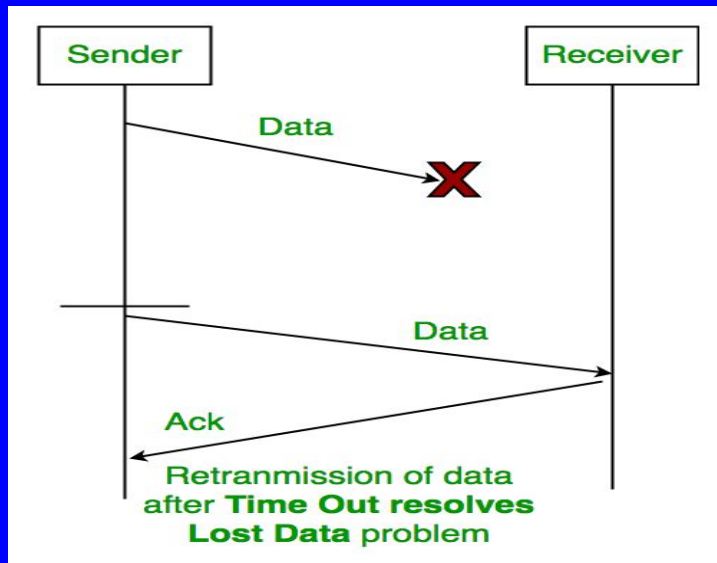 Sender
Receiver
Data
Data
Ack
Retranmission of data
after Time Out resolves
Lost Data problem